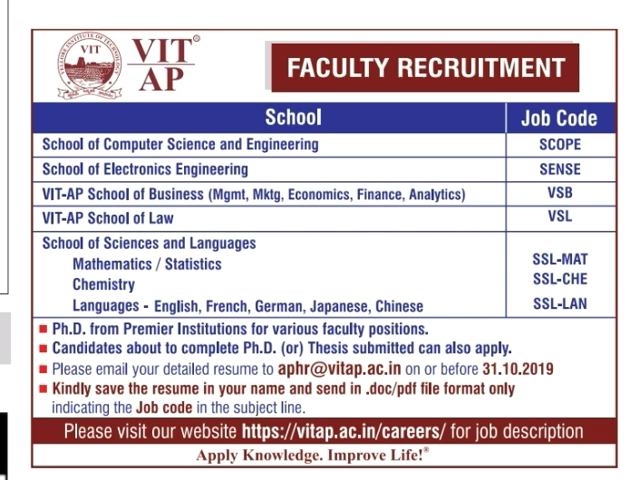 VIT
VIT®
AP
FACULTY RECRUITMENT
School Job Code
School of Computer Science and Engineering SCOPE
School of Electronics Engineering SENSE
VIT-AP School of Business (Mgmt, Mktg, Economics, Finance, Analytics) VSB
VIT-AP School of Law VSL
School of Sciences and Languages
Mathematics / Statistics SSL-MAT
Chemistry SSL-CHE
Languages - English, French, German, Japanese, Chinese SSL-LAN
Ph.D. from Premier Institutions for various faculty positions.
Candidates about to complete Ph.D. (or) Thesis submitted can also apply.
Please email your detailed resume to aphr@vitap.ac.in on or before 31.10.2019
Kindly save the resume in your name and send in .doc/pdf file format only
indicating the Job code in the subject line.
Please visit our website https://vitap.ac.in/careers/ for job description
Apply Knowledge. Improve Life!®